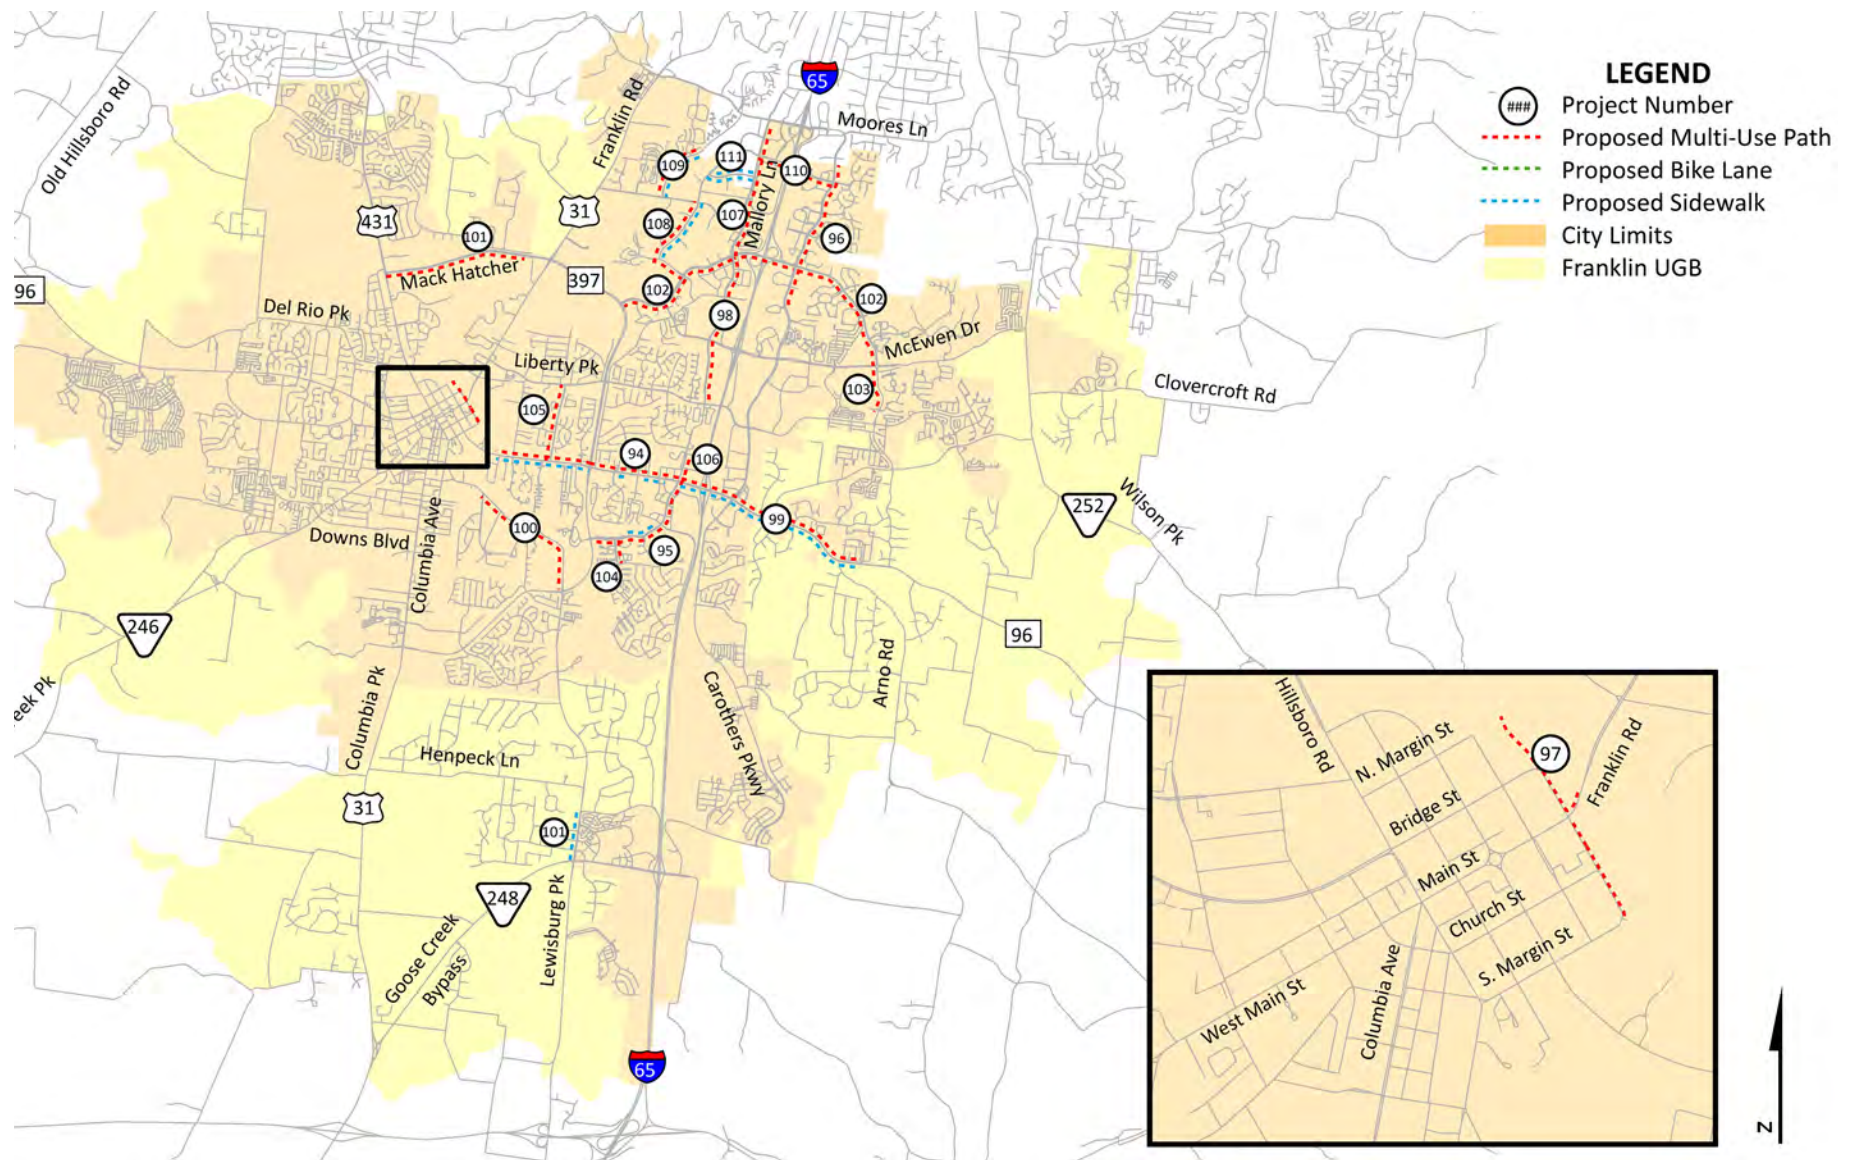 LEGEND
### Project Number
Proposed Multi-Use Path
Proposed Bike Lane
Proposed Sidewalk
City Limits
Franklin UGB
65
Moores Ln
Franklin Rd
Old Hillsboro Rd
109
111
110
Mallory Ln
431
31
108
107
96
101
Mack Hatcher
397
102
102
96
Del Rio Pk
98
McEwen Dr
Liberty Pk
103
Clovercroft Rd
105
94
106
252
Wilson Pk
99
100
Downs Blvd
Columbia Ave
95
104
246
96
Arno Rd
eek Pk
Columbia Pk
Carothers Pkwy
Henpeck Ln
31
101
248
Goose Creek
Bypass
Lewisburg Pk
65
Hillsboro Rd
N. Margin St
97
Franklin Rd
Bridge St
Main St
Church St
S. Margin St
West Main St
Columbia Ave
N